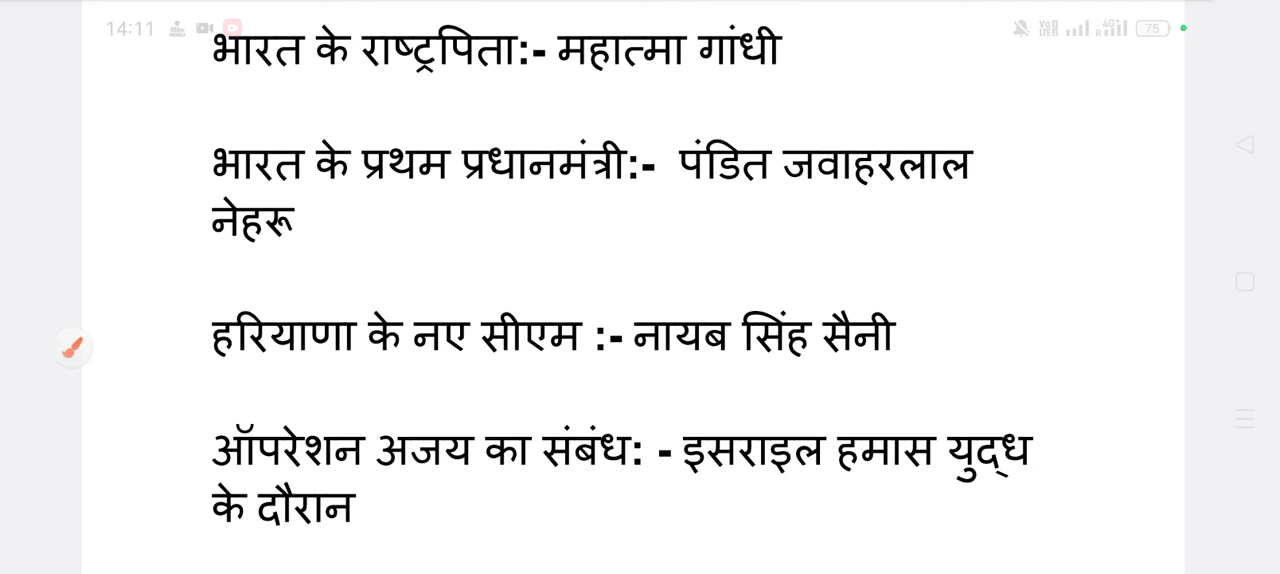 14:11
75
भारत के राष्ट्रपिता:- महात्मा गांधी
भारत के प्रथम प्रधानमंत्री:- पंडित जवाहरलाल
नेहरू
हरियाणा के नए सीएम :- नायब सिंह सैनी
ऑपरेशन अजय का संबंध: - इसराइल हमास युद्ध
के दौरान